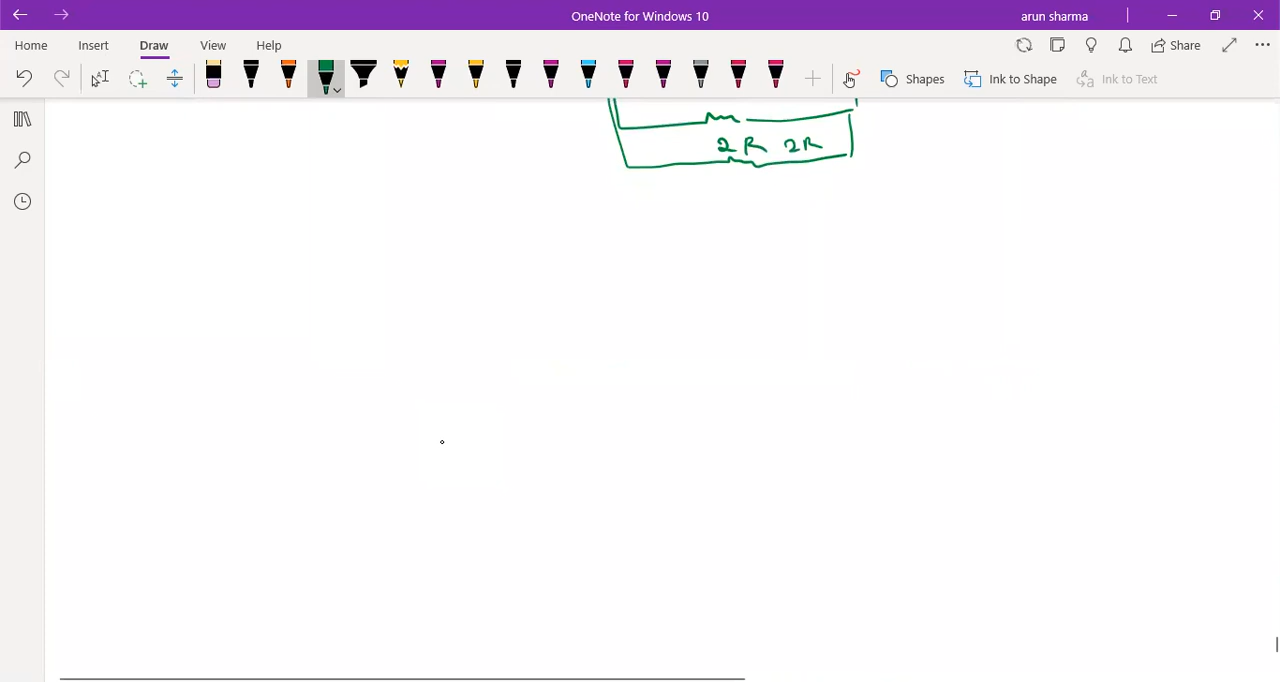 OneNote for Windows 10
arun sharma
Home Insert Draw View Help
Share
Shapes
Ink to Shape
Ink to Text
2R 2R